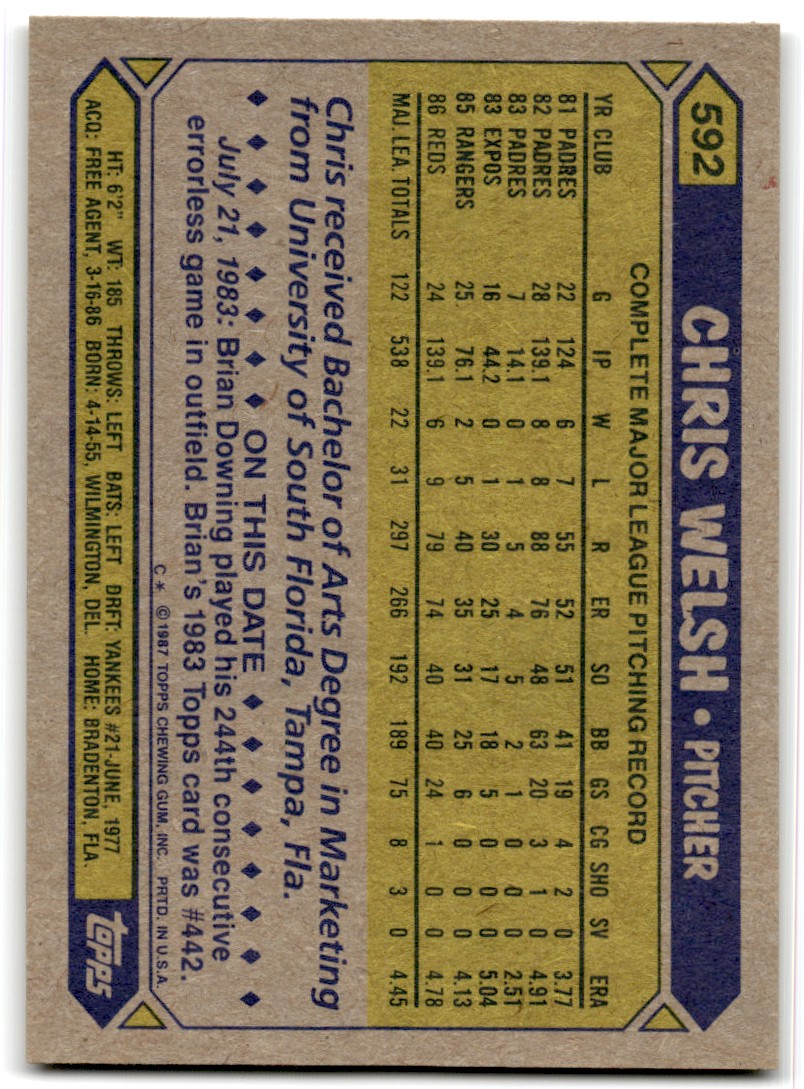 592 CHRIS WELSH • PITCHER
COMPLETE MAJOR LEAGUE PITCHING RECORD
YR CLUB G IP W L R ER SO BB GS CG SHO SV ERA
81 PADRES 22 124 6 7 55 52 51 41 19 4 2 0 3.77
82 PADRES 28 139.1 8 8 88 76 48 63 20 3 1 0 4.91
83 PADRES 7 14.1 0 1 5 4 5 2 1 0 0 0 2.51
83 EXPOS 16 44.2 0 1 30 25 17 18 5 0 0 0 5.04
85 RANGERS 25 76.1 2 5 40 35 31 25 6 0 0 0 4.13
86 REDS 24 139.1 6 9 79 74 40 40 24 1 0 0 4.78
MAJ. LEA. TOTALS 122 538 22 31 297 266 192 189 75 8 3 0 4.45
Chris received Bachelor of Arts Degree in Marketing
from University of South Florida, Tampa, Fla.
◆ ◆ ◆ ◆ ◆ ◆ ◆ ON THIS DATE ◆ ◆ ◆ ◆ ◆ ◆ ◆
July 21, 1983: Brian Downing played his 244th consecutive
errorless game in outfield. Brian's 1983 Topps card was #442.
C* ©1987 TOPPS CHEWING GUM, INC. PRTD. IN U.S.A.
HT: 6'2" WT: 185 THROWS: LEFT BATS: LEFT DRFT: YANKEES #21-JUNE, 1977
ACQ: FREE AGENT, 3-16-86 BORN: 4-14-55, WILMINGTON, DEL. HOME: BRADENTON, FLA.
TOPPS